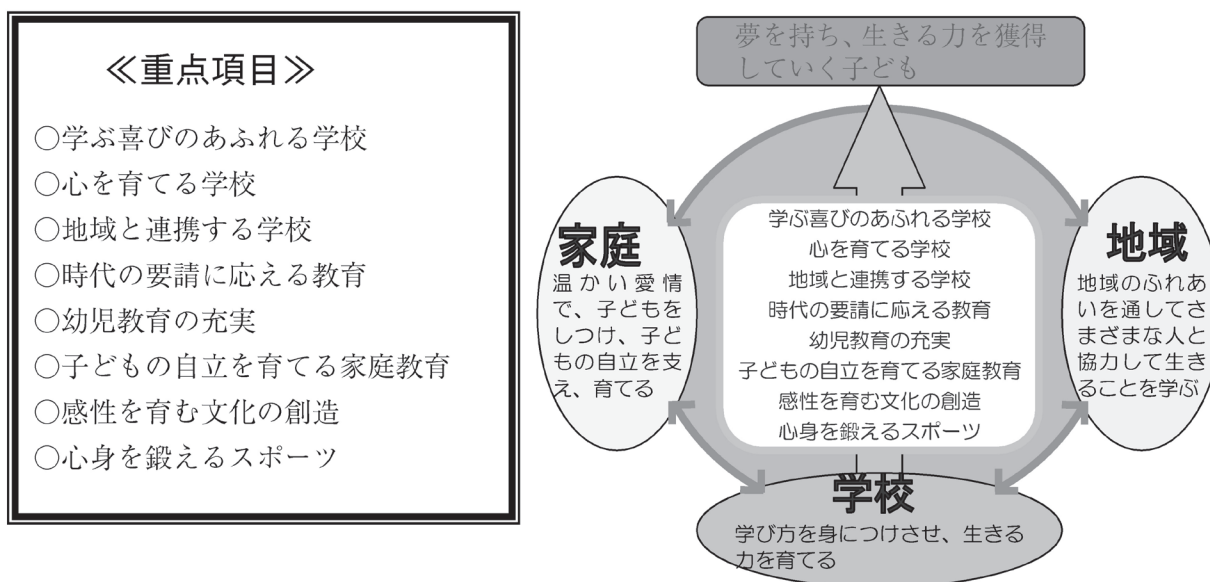 ≪重点項目≫
○学ぶ喜びのあふれる学校
○心を育てる学校
○地域と連携する学校
○時代の要請に応える教育
○幼児教育の充実
○子どもの自立を育てる家庭教育
○感性を育む文化の創造
○心身を鍛えるスポーツ
夢を持ち、生きる力を獲得
していく子ども
家庭
温かい愛情
で、子どもを
しつけ、子ど
もの自立を支
え、育てる
学ぶ喜びのあふれる学校
心を育てる学校
地域と連携する学校
時代の要請に応える教育
幼児教育の充実
子どもの自立を育てる家庭教育
感性を育む文化の創造
心身を鍛えるスポーツ
地域
地域のふれあ
いを通してさ
まざまな人と
協力して生き
ることを学ぶ
学校
学び方を身につけさせ、生きる
力を育てる